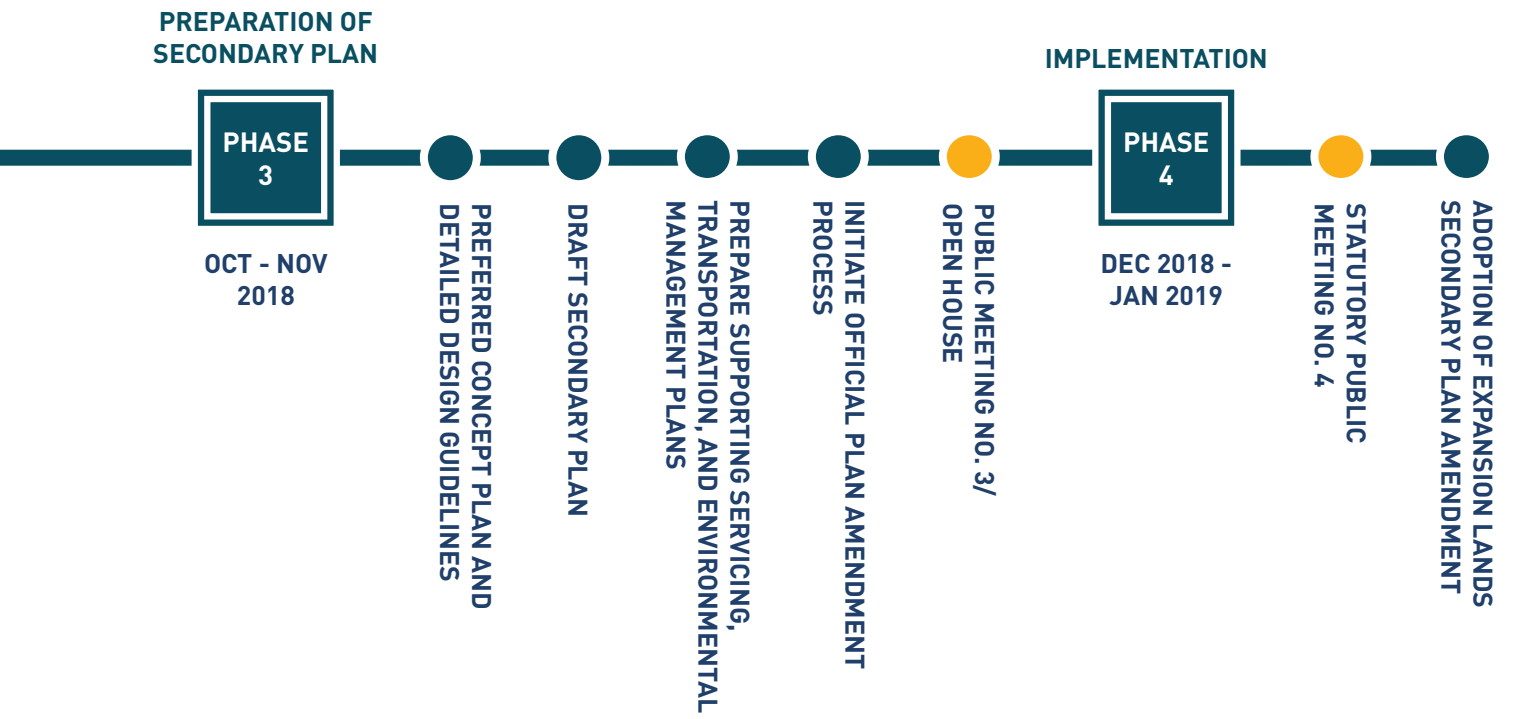 PREPARATION OF
SECONDARY PLAN
PHASE
3
OCT - NOV
2018
PREFERRED CONCEPT PLAN AND
DETAILED DESIGN GUIDELINES
DRAFT SECONDARY PLAN
PREPARE SUPPORTING SERVICING,
TRANSPORTATION, AND ENVIRONMENTAL
MANAGEMENT PLANS
INITIATE OFFICIAL PLAN AMENDMENT
PROCESS
PUBLIC MEETING NO. 3/
OPEN HOUSE
IMPLEMENTATION
PHASE
4
DEC 2018 -
JAN 2019
STATUTORY PUBLIC
MEETING NO. 4
ADOPTION OF EXPANSION LANDS
SECONDARY PLAN AMENDMENT